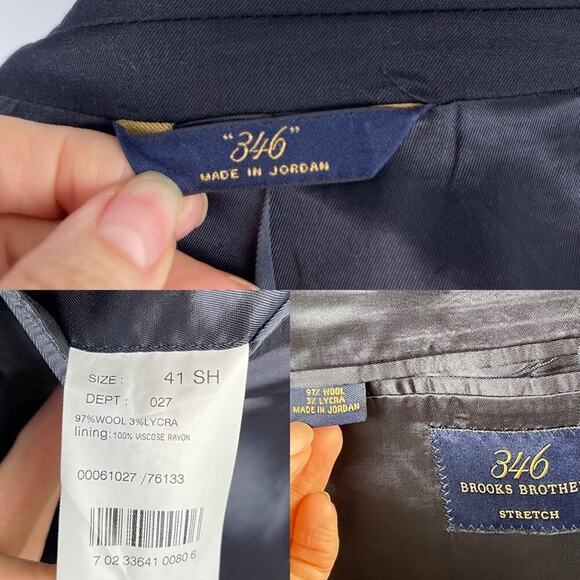 "346"
MADE IN JORDAN
SIZE : 41 SH
DEPT : 027
97%WOOL 3%LYCRA
lining: 100% VISCOSE RAYON
00061027 /76133
7 02 33641 0080 6
97% WOOL
3% LYCRA
MADE IN JORDAN
346
BROOKS BROTHE
STRETCH